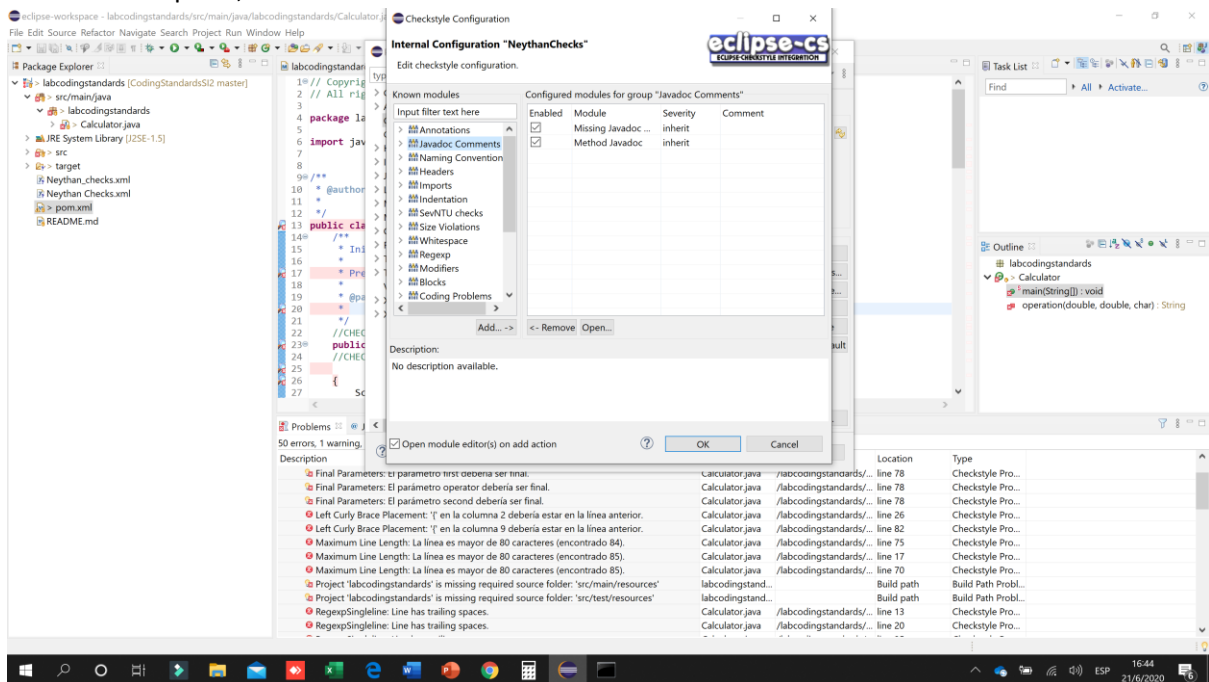 eclipse-workspace - labcodingstandards/src/main/java/labcodingstandards/Calculator.j
File Edit Source Refactor Navigate Search Project Run Window Help
Package Explorer
> labcodingstandards [CodingStandardsSI2 master]
> src/main/java
> labcodingstandards
> Calculator.java
JRE System Library [J2SE-1.5]
> src
> target
Neythan_checks.xml
Neythan Checks.xml
> pom.xml
README.md
labcodingstandar
1 // Copyrig
2 // All rig
3
4 package la
5
6 import jav
7
8
9 /**
10 * @author
11 *
12 */
13 public cla
14 /**
15 * Ini
16 *
17 * Pre
18 *
19 * @pa
20 *
21 */
22 //CHEC
23 public
24 //CHEC
25
26 {
27 Sc
typ
Checkstyle Configuration
Internal Configuration "NeythanChecks"
Edit checkstyle configuration.
eclipse-cs
ECLIPSE-CHECKSTYLE INTEGRATION
Known modules
Input filter text here
Annotations
Javadoc Comments
Naming Convention
Headers
Imports
Indentation
SevNTU checks
Size Violations
Whitespace
Regexp
Modifiers
Blocks
Coding Problems
Add... ->
Configured modules for group "Javadoc Comments"
Enabled Module Severity Comment
Missing Javadoc ... inherit
Method Javadoc inherit
<- Remove Open...
Description:
No description available.
Open module editor(s) on add action
OK Cancel
s...
e...
ault
Task List
Find All Activate...
Outline
labcodingstandards
> Calculator
main(String[]) : void
operation(double, double, char) : String
Problems
50 errors, 1 warning,
Description Location Type
Final Parameters: El parámetro first debería ser final. Calculator.java /labcodingstandards/... line 78 Checkstyle Pro...
Final Parameters: El parámetro operator debería ser final. Calculator.java /labcodingstandards/... line 78 Checkstyle Pro...
Final Parameters: El parámetro second debería ser final. Calculator.java /labcodingstandards/... line 78 Checkstyle Pro...
Left Curly Brace Placement: '{' en la columna 2 debería estar en la línea anterior. Calculator.java /labcodingstandards/... line 26 Checkstyle Pro...
Left Curly Brace Placement: '{' en la columna 9 debería estar en la línea anterior. Calculator.java /labcodingstandards/... line 82 Checkstyle Pro...
Maximum Line Length: La línea es mayor de 80 caracteres (encontrado 84). Calculator.java /labcodingstandards/... line 75 Checkstyle Pro...
Maximum Line Length: La línea es mayor de 80 caracteres (encontrado 85). Calculator.java /labcodingstandards/... line 17 Checkstyle Pro...
Maximum Line Length: La línea es mayor de 80 caracteres (encontrado 85). Calculator.java /labcodingstandards/... line 70 Checkstyle Pro...
Project 'labcodingstandards' is missing required source folder: 'src/main/resources' labcodingstand... Build path Build Path Probl...
Project 'labcodingstandards' is missing required source folder: 'src/test/resources' labcodingstand... Build path Build Path Probl...
RegexpSingleline: Line has trailing spaces. Calculator.java /labcodingstandards/... line 13 Checkstyle Pro...
RegexpSingleline: Line has trailing spaces. Calculator.java /labcodingstandards/... line 20 Checkstyle Pro...
ESP
16:44
21/6/2020